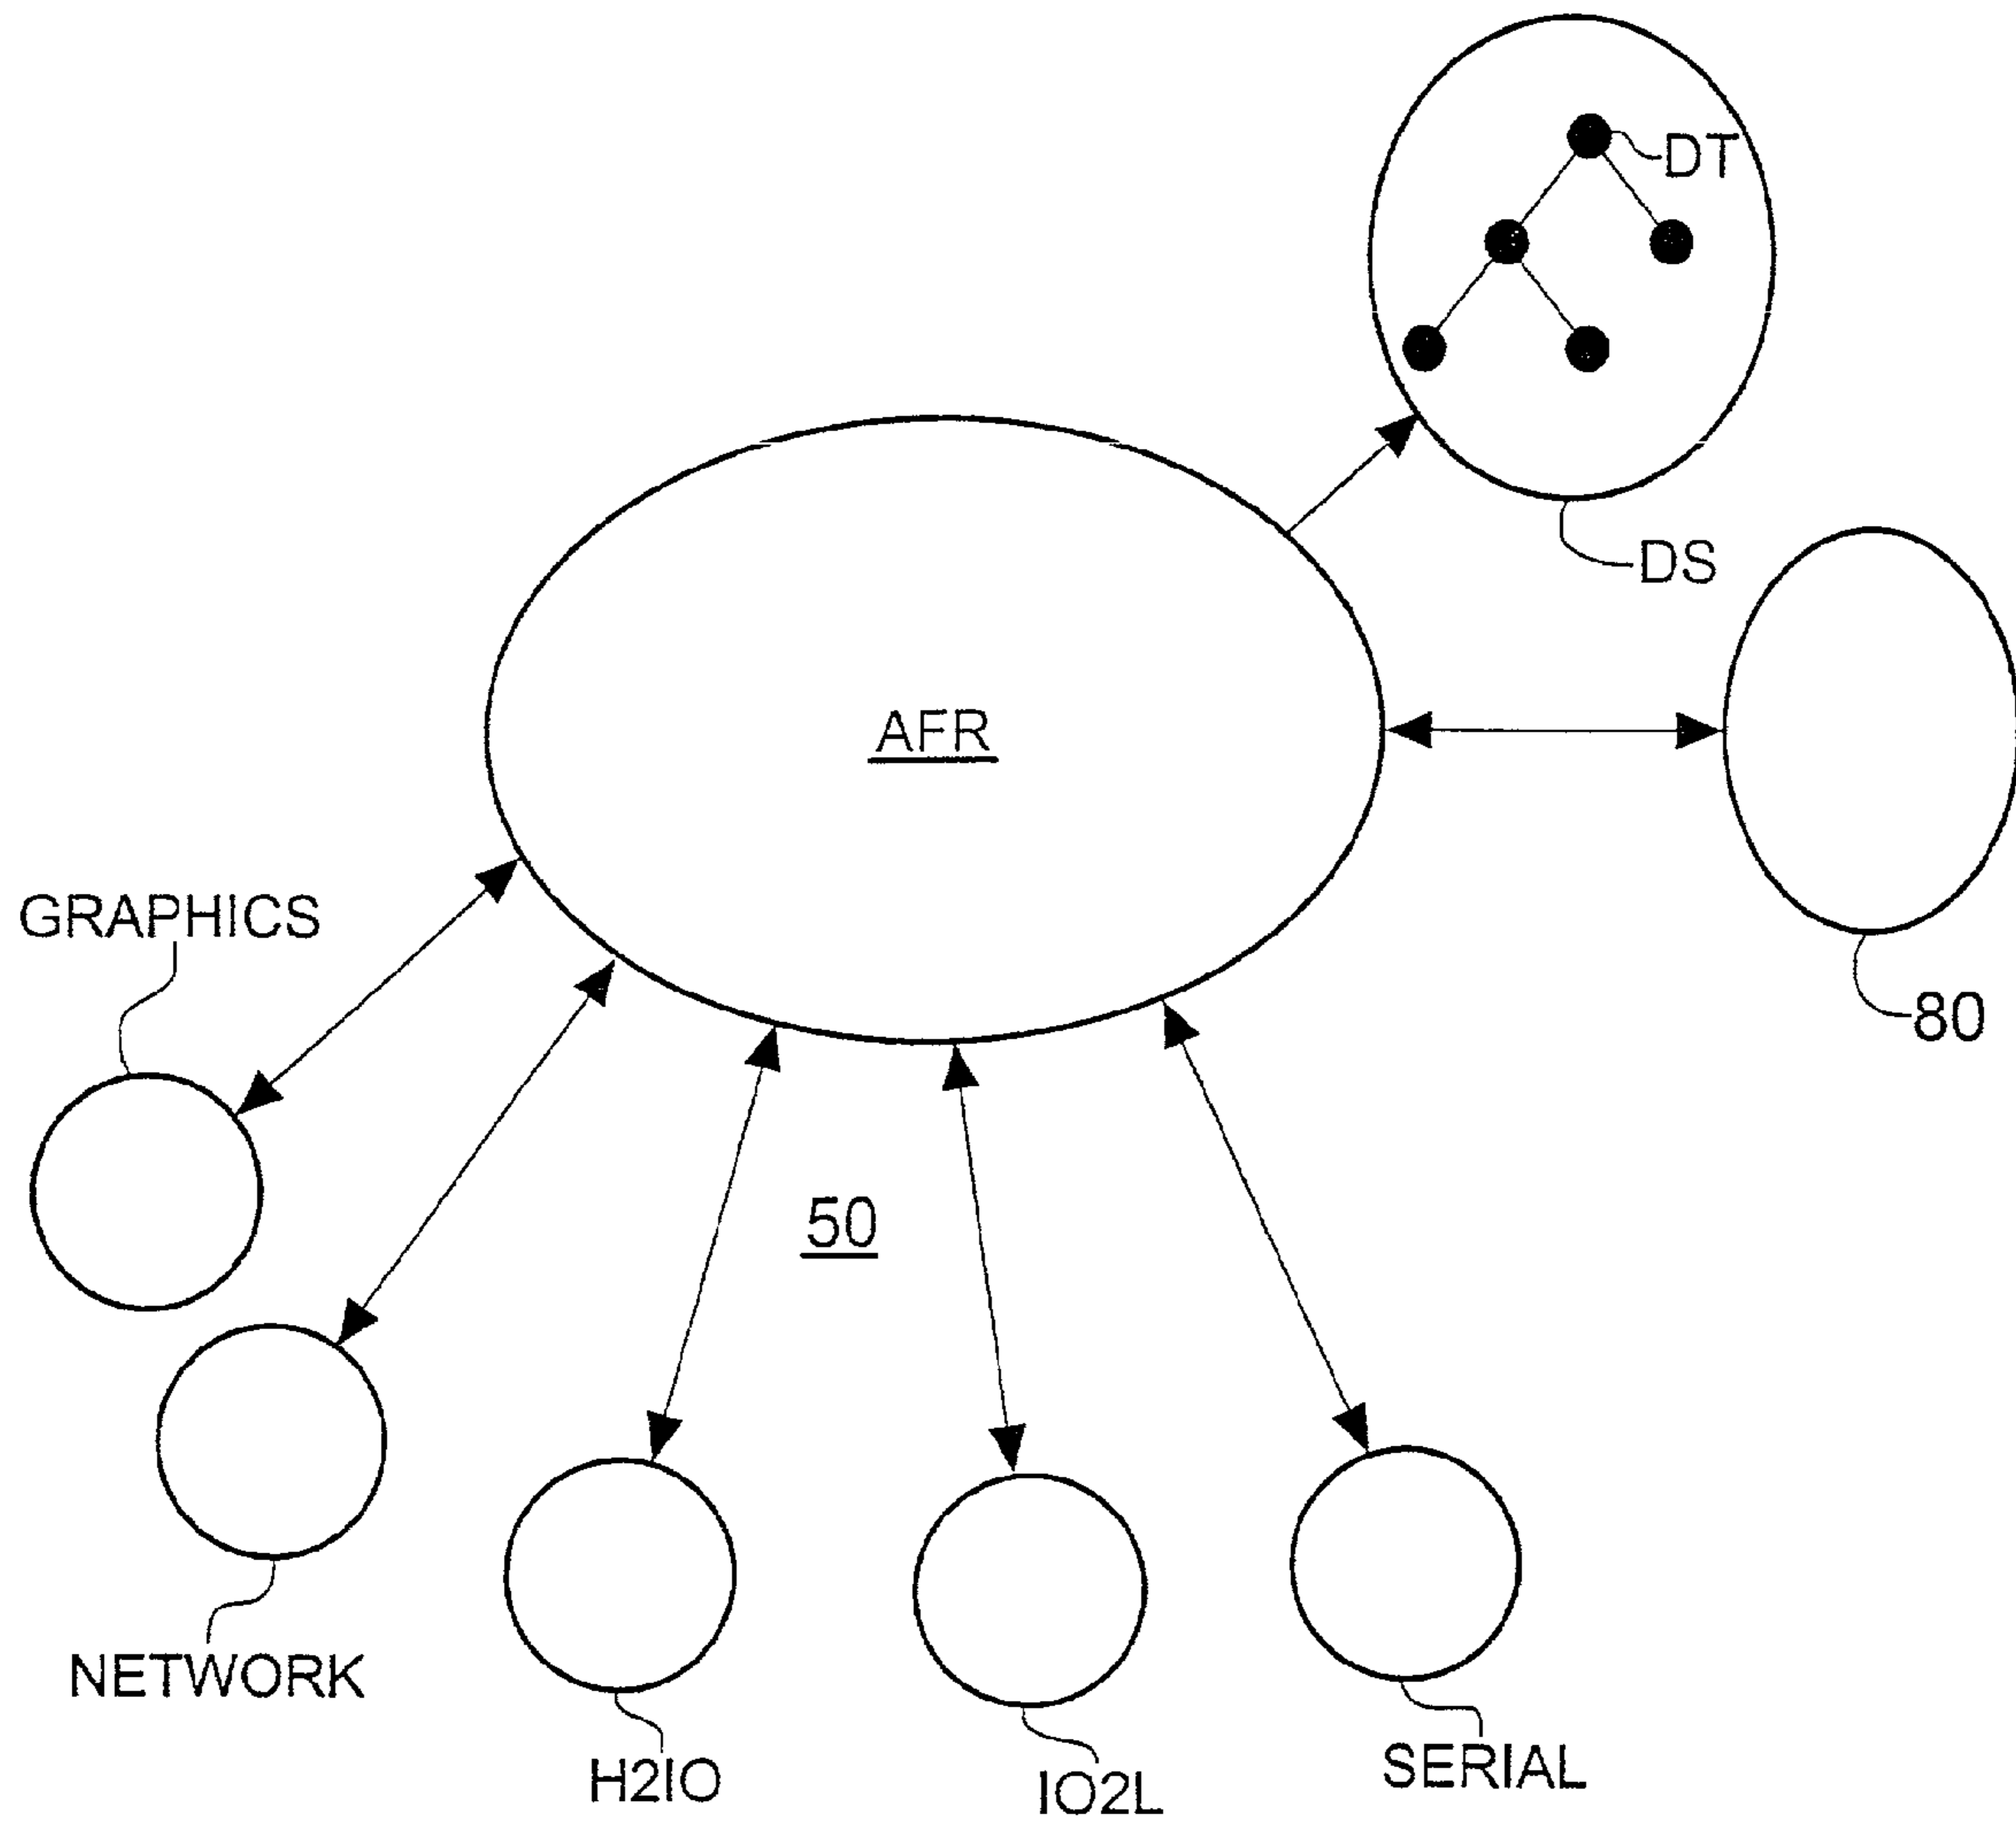 DT
DS
AFR
GRAPHICS
80
50
NETWORK
H2IO
IO2L
SERIAL